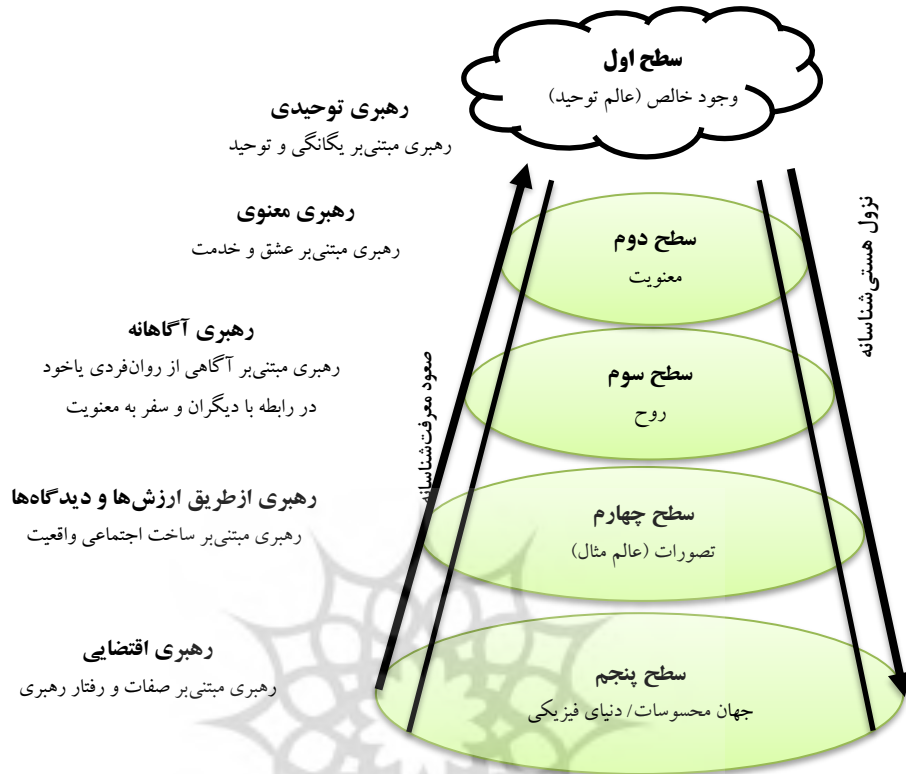 سطح اول
وجود خالص (عالم توحید)
رهبری توحیدی
رهبری مبتنی‌بر یگانگی و توحید
سطح دوم
معنویت
رهبری معنوی
رهبری مبتنی‌بر عشق و خدمت
سطح سوم
روح
رهبری آگاهانه
رهبری مبتنی‌بر آگاهی از روان‌فردی یاخود
در رابطه با دیگران و سفر به معنویت
سطح چهارم
تصورات (عالم مثال)
رهبری ازطریق ارزش‌ها و دیدگاه‌ها
رهبری مبتنی‌بر ساخت اجتماعی واقعیت
سطح پنجم
جهان محسوسات/ دنیای فیزیکی
رهبری اقتضایی
رهبری مبتنی‌بر صفات و رفتار رهبری
نزول هستی‌شناسانه
صعود معرفت‌شناسانه